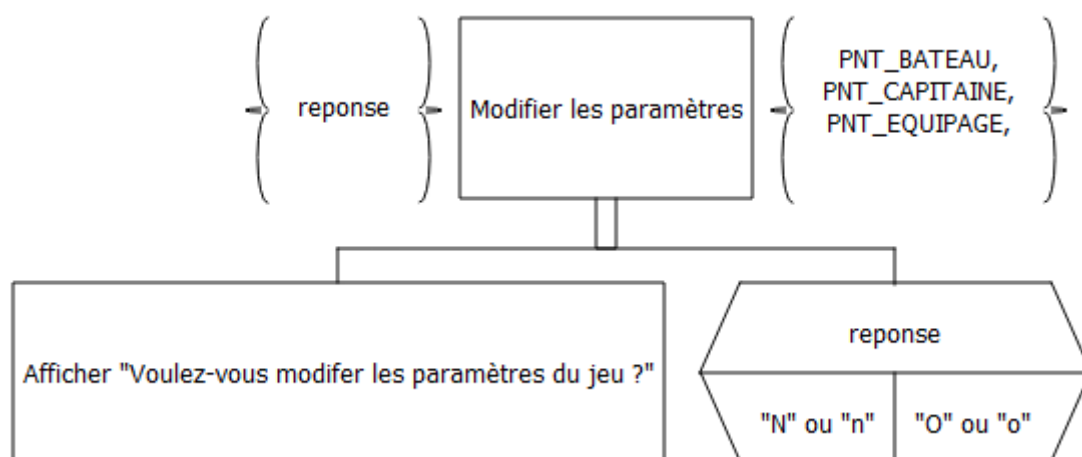 reponse
Modifier les paramètres
PNT_BATEAU,
PNT_CAPITAINE,
PNT_EQUIPAGE,
Afficher "Voulez-vous modifer les paramètres du jeu ?"
reponse
"N" ou "n"
"O" ou "o"